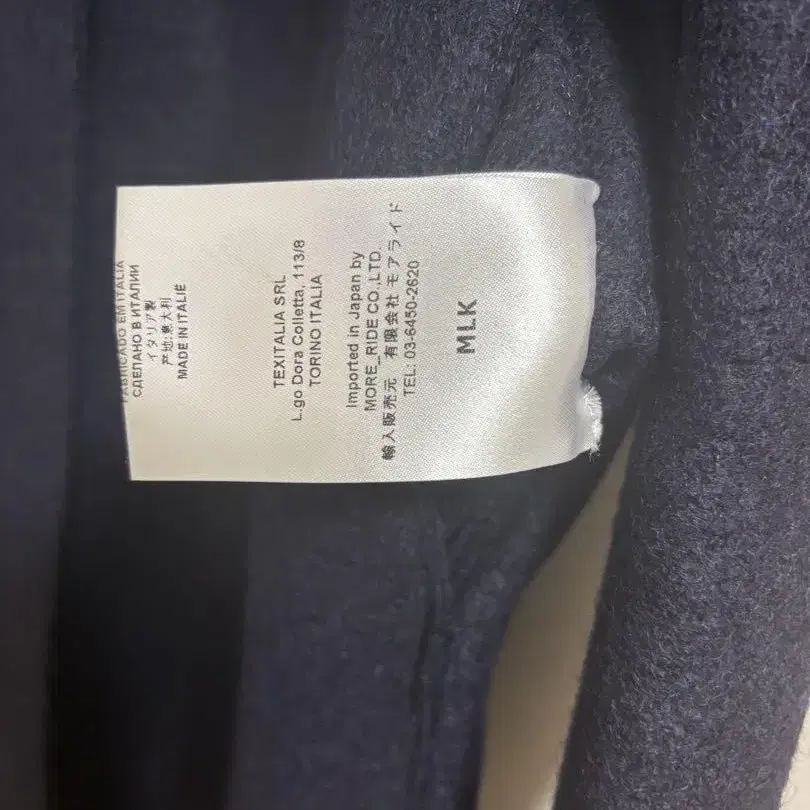 FABRICADO EM ITALIA
СДЕЛАНО В ИТАЛИИ
イタリア製
产地:意大利
MADE IN ITALIE
TEXITALIA SRL
L.go Dora Colletta, 113/8
TORINO ITALIA
Imported in Japan by
MORE_RIDE CO.,LTD.
輸入販売元 有限会社 モアライド
TEL: 03-6450-2620
MLK